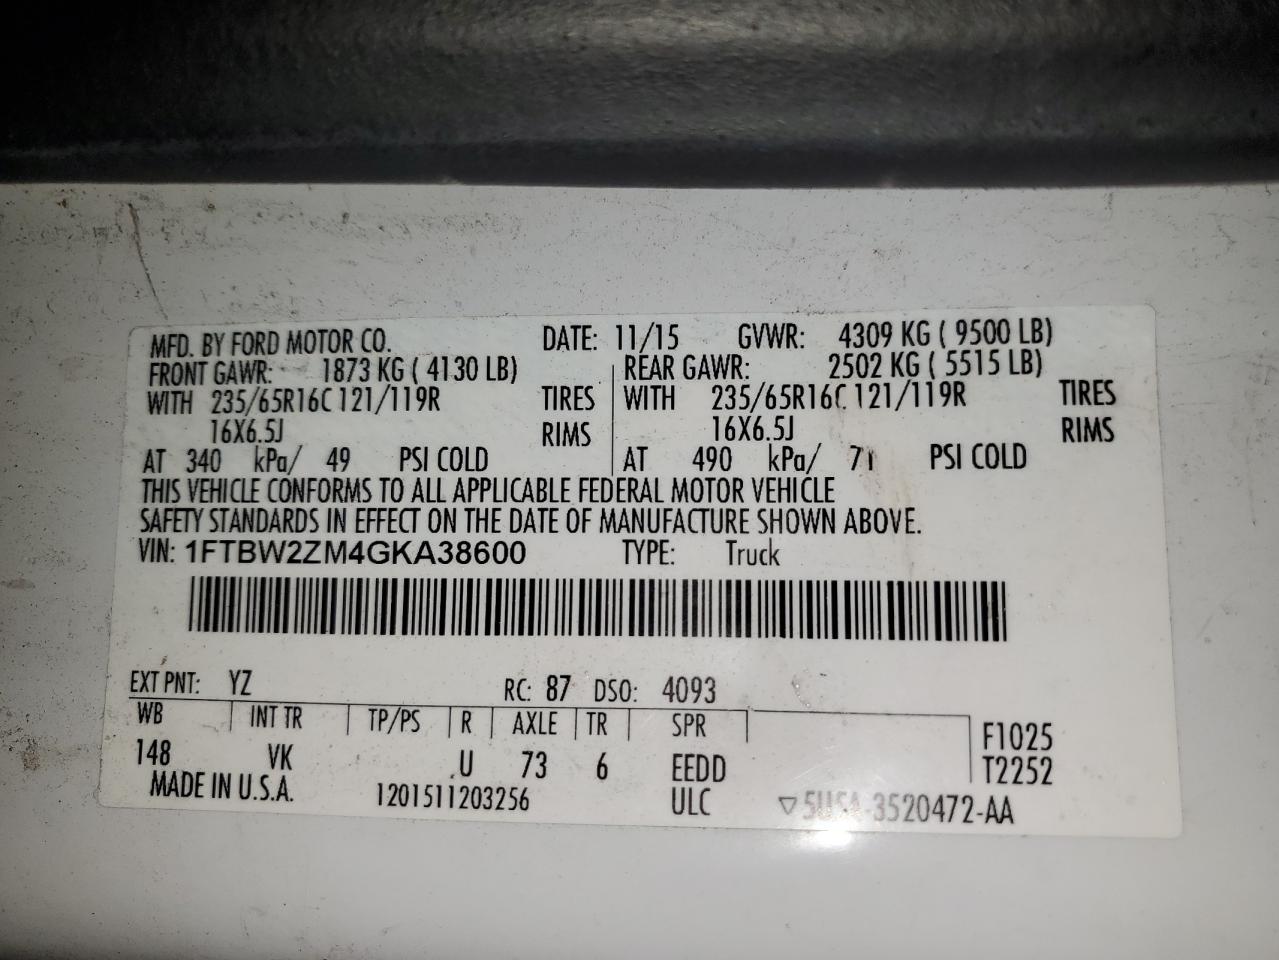 MFD. BY FORD MOTOR CO. DATE: 11/15 GVWR: 4309 KG ( 9500 LB)
FRONT GAWR: 1873 KG ( 4130 LB) REAR GAWR: 2502 KG ( 5515 LB)
WITH 235/65R16C 121/119R TIRES WITH 235/65R16C 121/119R TIRES
16X6.5J RIMS 16X6.5J RIMS
AT 340 kPa/ 49 PSI COLD AT 490 kPa/ 71 PSI COLD
THIS VEHICLE CONFORMS TO ALL APPLICABLE FEDERAL MOTOR VEHICLE
SAFETY STANDARDS IN EFFECT ON THE DATE OF MANUFACTURE SHOWN ABOVE.
VIN: 1FTBW2ZM4GKA38600 TYPE: Truck
EXT PNT: YZ RC: 87 DSO: 4093
WB INT TR TP/PS R AXLE TR SPR F1025
148 VK U 73 6 EEDD T2252
MADE IN U.S.A. 1201511203256 ULC 3520472-AA